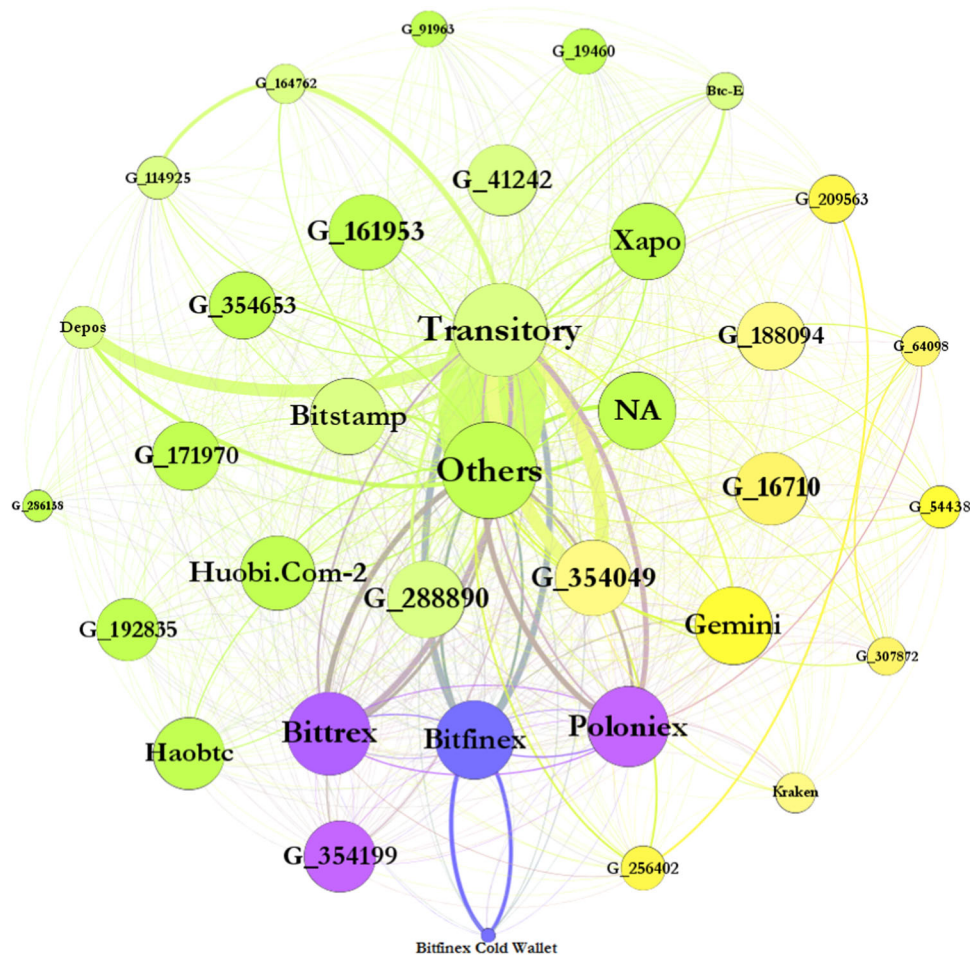 G_91963
G_19460
G_164762
Btc-E
G_114925
G_41242
G_209563
G_161953
Xapo
G_354653
Depos
Transitory
G_188094
G_64098
Bitstamp
NA
G_171970
Others
G_16710
G_286138
G_54438
Huobi.Com-2
G_288890
G_354049
G_192835
Gemini
G_307872
Bittrex
Bitfinex
Poloniex
Haobtc
Kraken
G_354199
G_256402
Bitfinex Cold Wallet